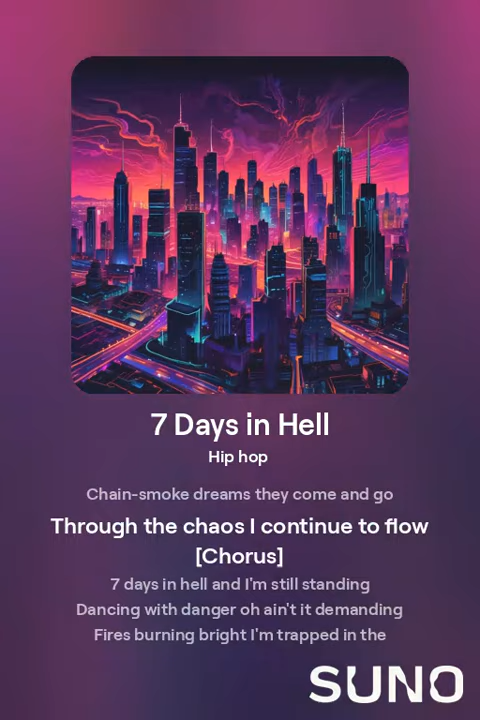 7 Days in Hell
Hip hop
Chain-smoke dreams they come and go
Through the chaos I continue to flow
[Chorus]
7 days in hell and I'm still standing
Dancing with danger oh ain't it demanding
Fires burning bright I'm trapped in the
SUNO